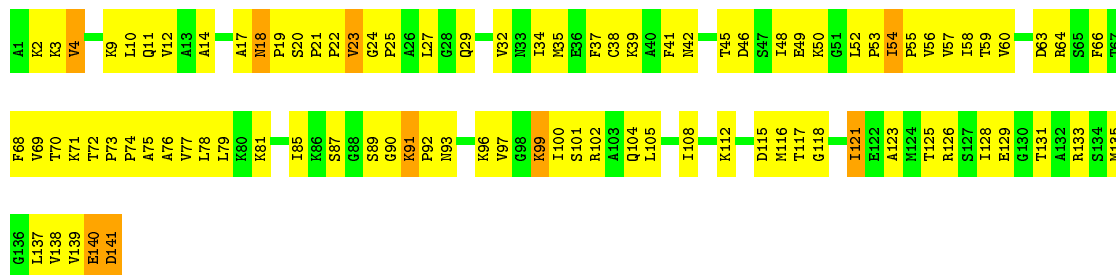 A1 K2 K3 V4 K9 L10 Q11 V12 A13 A14 A17 N18 P19 S20 P21 P22 V23 G24 P25 A26 L27 G28 Q29 V32 N33 I34 M35 E36 F37 C38 K39 A40 F41 N42 T45 D46 S47 I48 E49 K50 G51 L52 P53 I54 P55 V56 V57 I58 T59 V60 D63 R64 S65 F66 T67
F68 V69 T70 K71 T72 P73 P74 A75 A76 V77 L78 L79 K80 K81 I85 K86 S87 G88 S89 G90 K91 P92 N93 K96 V97 G98 K99 I100 S101 R102 A103 Q104 L105 I108 K112 D115 M116 T117 G118 I121 E122 A123 M124 T125 R126 S127 I128 E129 G130 T131 A132 R133 S134 M135
G136 L137 V138 V139 E140 D141